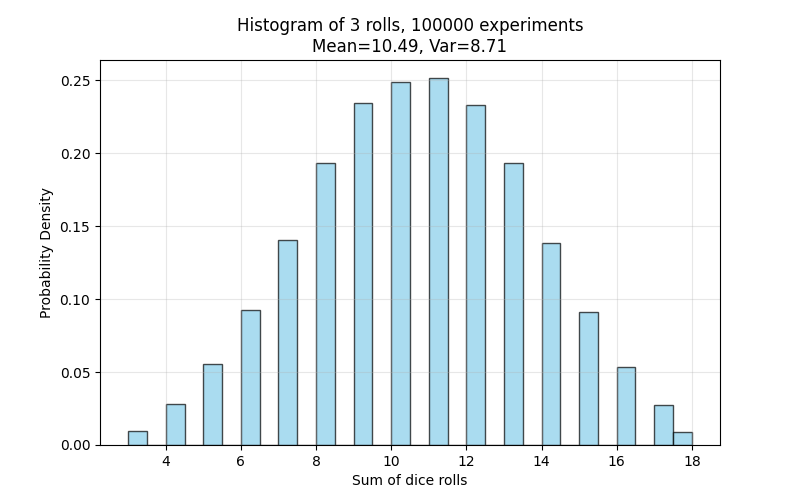 Histogram of 3 rolls, 100000 experiments
Mean=10.49, Var=8.71
Probability Density
0.25
0.20
0.15
0.10
0.05
0.00
4 6 8 10 12 14 16 18
Sum of dice rolls